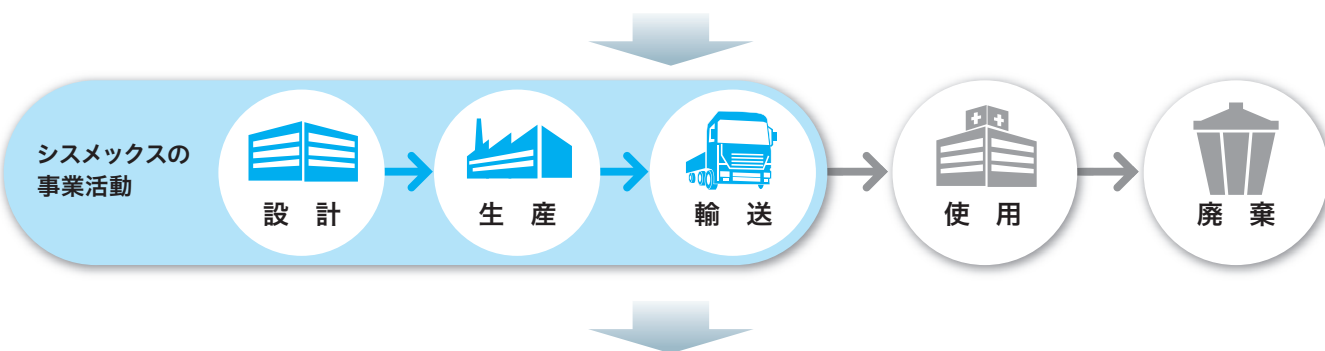 シスメックスの
事業活動
設 計
生 産
輸 送
使 用
廃 棄